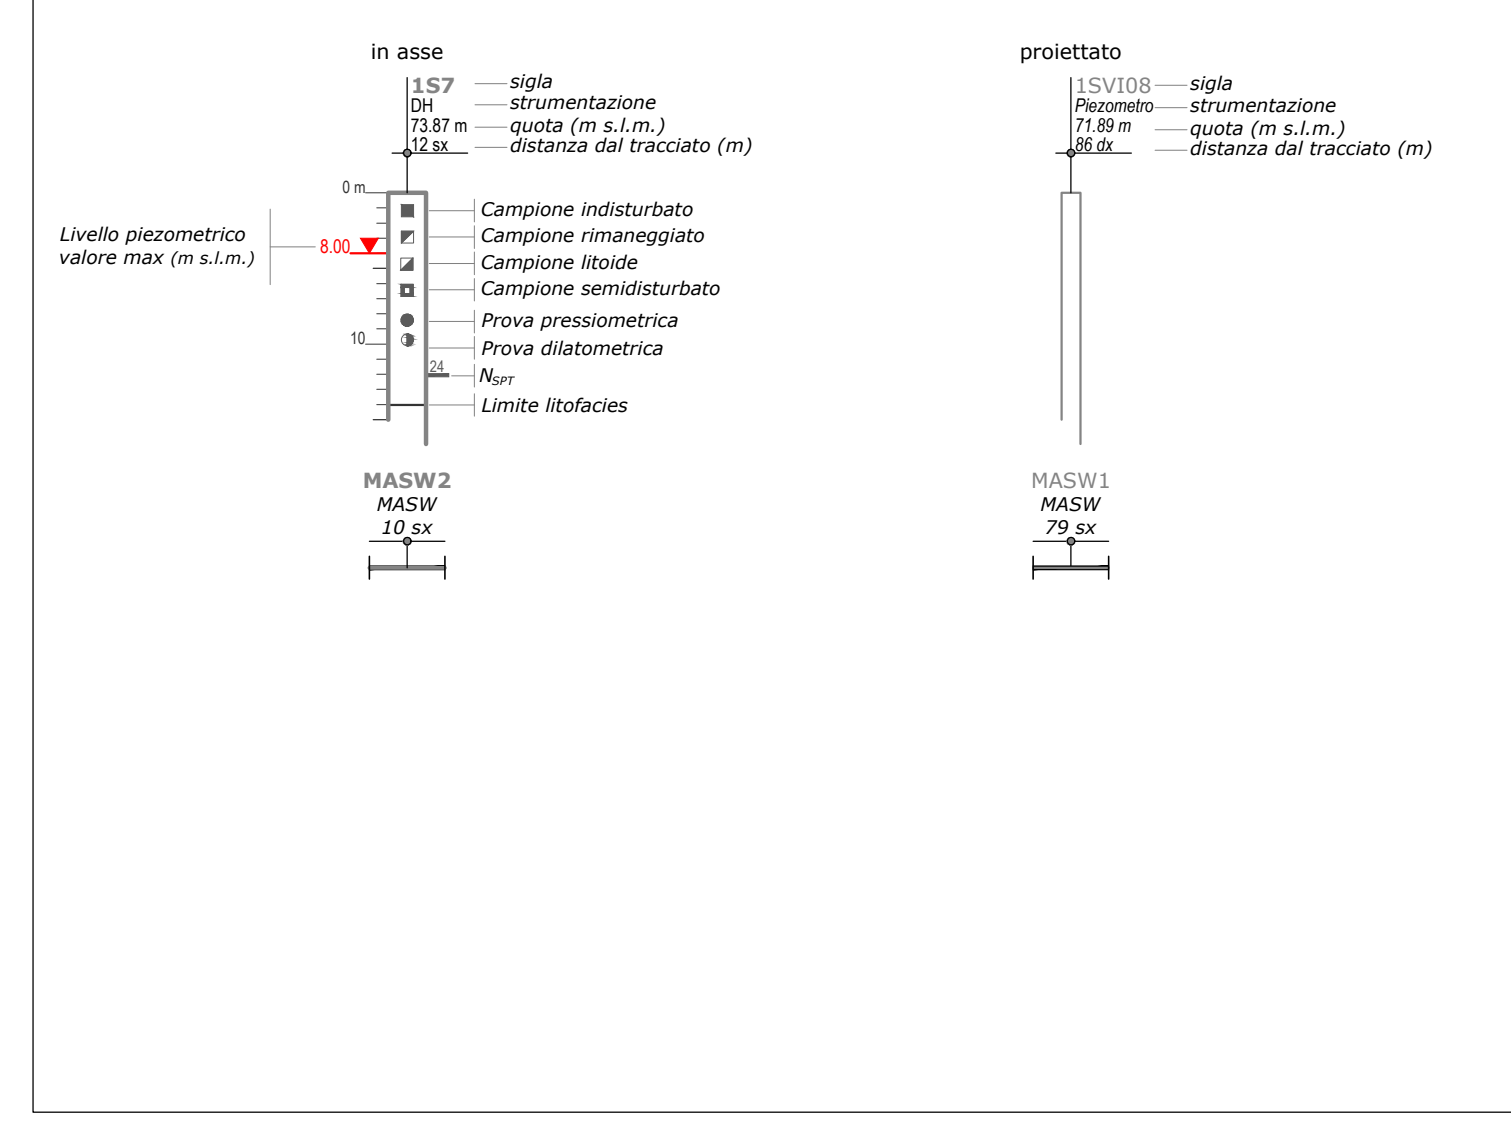 in asse
1S7
sigla
DH
strumentazione
73.87 m
quota (m s.l.m.)
12 sx
distanza dal tracciato (m)
0 m
Campione indisturbato
Campione rimaneggiato
Livello piezometrico
valore max (m s.l.m.)
8.00
Campione litoide
Campione semidisturbato
Prova pressiometrica
10
Prova dilatometrica
24
NSPT
Limite litofacies
MASW2
MASW
10 sx
proiettato
1SVI08
sigla
Piezometro
strumentazione
71.89 m
quota (m s.l.m.)
86 dx
distanza dal tracciato (m)
MASW1
MASW
79 sx